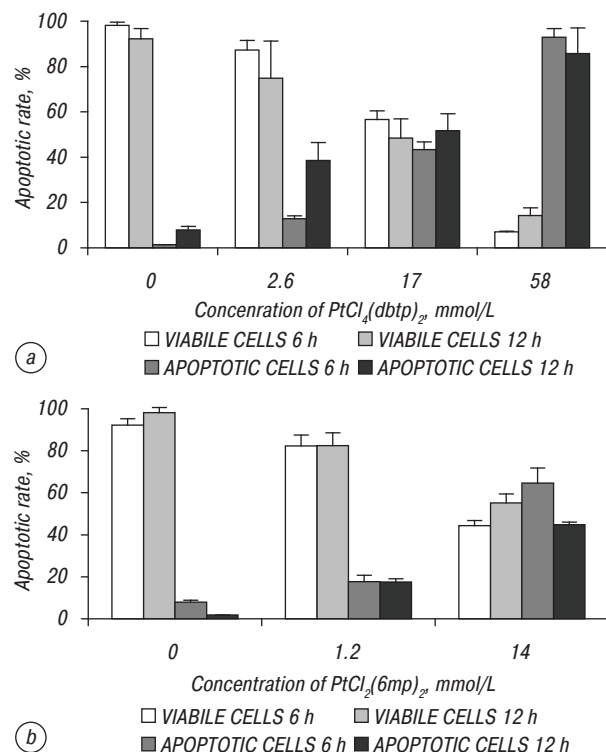 100
80
60
40
20
0
Apoptotic rate, %
0 2.6 17 58
Concenration of PtCl4(dbtp)2, mmol/L
VIABILE CELLS 6 h VIABILE CELLS 12 h
a APOPTOTIC CELLS 6 h APOPTOTIC CELLS 12 h
100
80
60
40
20
0
Apoptotic rate, %
0 1.2 14
Concentration of PtCl2(6mp)2, mmol/L
VIABILE CELLS 6 h VIABILE CELLS 12 h
b APOPTOTIC CELLS 6 h APOPTOTIC CELLS 12 h